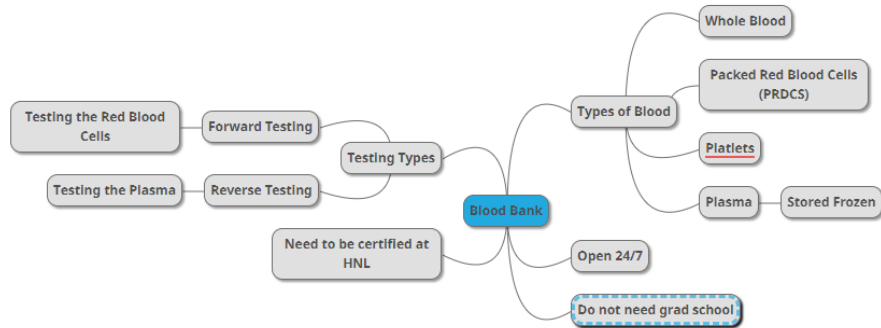 Whole Blood
Packed Red Blood Cells
(PRDCS)
Types of Blood
Platlets
Plasma
Stored Frozen
Testing the Red Blood
Cells
Forward Testing
Testing Types
Testing the Plasma
Reverse Testing
Blood Bank
Need to be certified at
HNL
Open 24/7
Do not need grad school